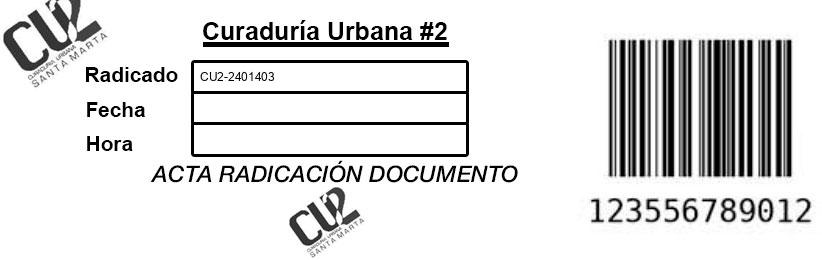 CU2
CURADURIA URBANA
SANTA MARTA
Curaduría Urbana #2
Radicado CU2-2401403
Fecha
Hora
ACTA RADICACIÓN DOCUMENTO
CU2
CURADURIA URBANA
SANTA MARTA
123556789012